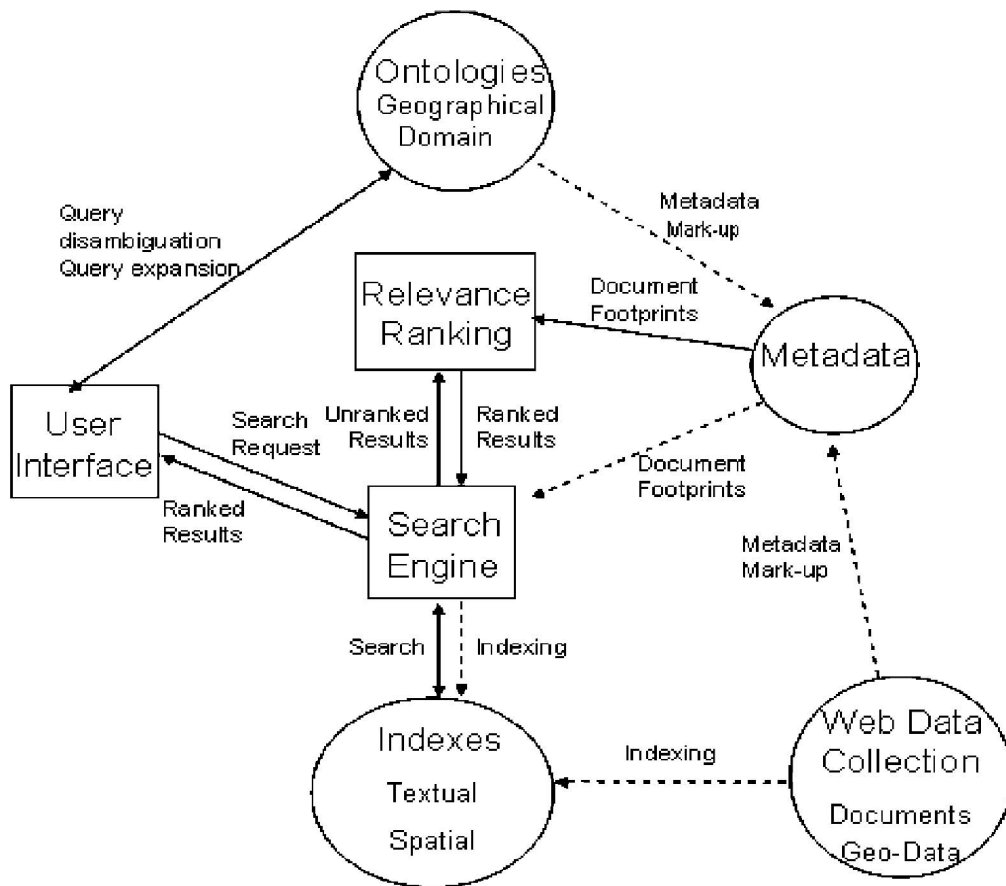 Ontologies
Geographical
Domain
Metadata
Mark-up
Query
disambiguation
Query expansion
Relevance
Ranking
Document
Footprints
Metadata
User
Interface
Search
Request
Unranked
Results
Ranked
Results
Document
Footprints
Ranked
Results
Search
Engine
Metadata
Mark-up
Search
Indexing
Indexes
Textual
Spatial
Indexing
Web Data
Collection
Documents
Geo-Data